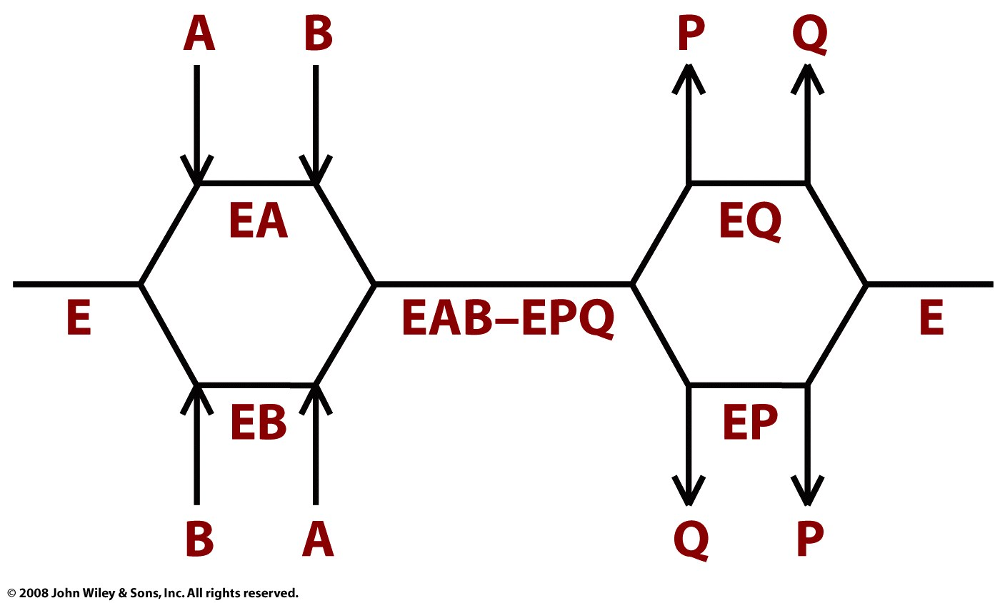 A B P Q
EA EQ
E EAB–EPQ E
EB EP
B A Q P
© 2008 John Wiley & Sons, Inc. All rights reserved.